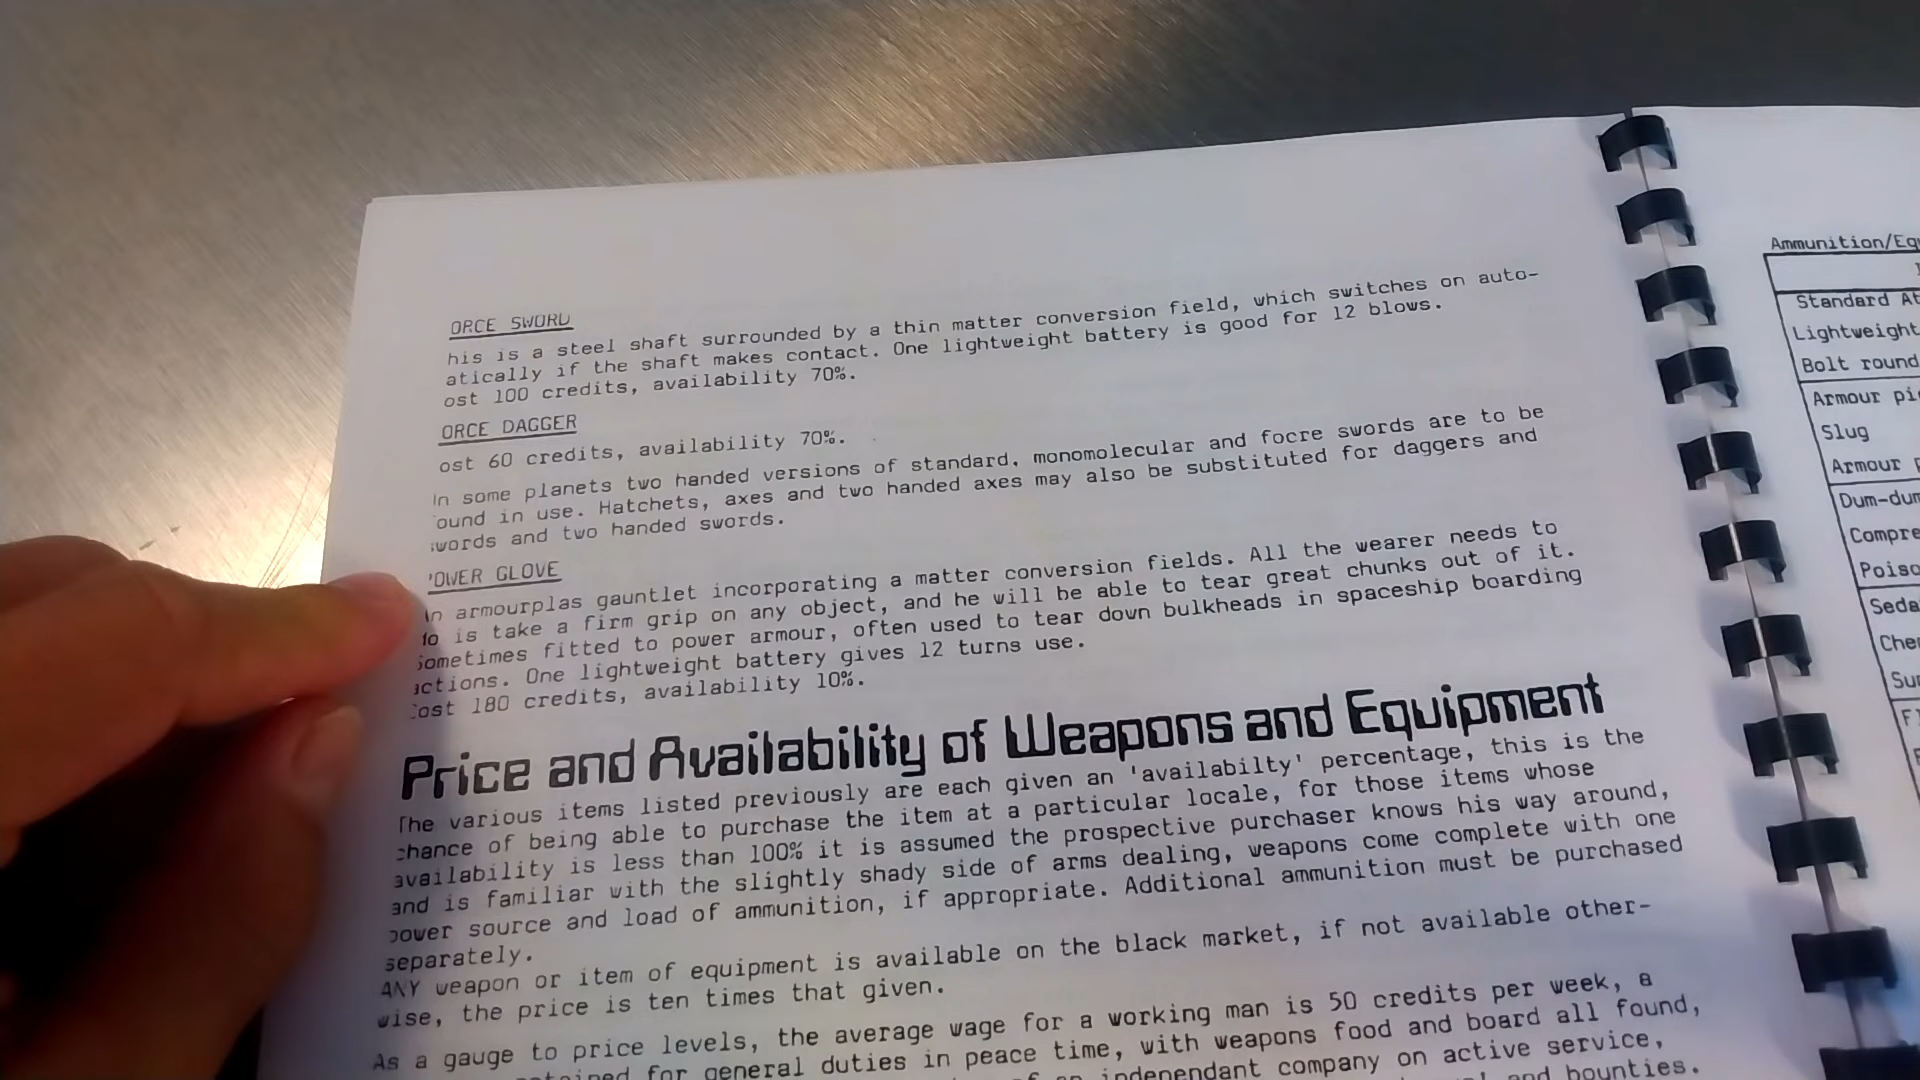 ORCE SWORD
his is a steel shaft surrounded by a thin matter conversion field, which switches on auto-
atically if the shaft makes contact. One lightweight battery is good for 12 blows.
ost 100 credits, availability 70%.
ORCE DAGGER
ost 60 credits, availability 70%.
In some planets two handed versions of standard, monomolecular and focre swords are to be
ound in use. Hatchets, axes and two handed axes may also be substituted for daggers and
words and two handed swords.
OWER GLOVE
n armourplas gauntlet incorporating a matter conversion fields. All the wearer needs to
do is take a firm grip on any object, and he will be able to tear great chunks out of it.
Sometimes fitted to power armour, often used to tear down bulkheads in spaceship boarding
actions. One lightweight battery gives 12 turns use.
Cost 180 credits, availability 10%.
Price and Availability of Weapons and Equipment
The various items listed previously are each given an 'availabilty' percentage, this is the
chance of being able to purchase the item at a particular locale, for those items whose
availability is less than 100% it is assumed the prospective purchaser knows his way around,
and is familiar with the slightly shady side of arms dealing, weapons come complete with one
power source and load of ammunition, if appropriate. Additional ammunition must be purchased
separately.
ANY weapon or item of equipment is available on the black market, if not available other-
wise, the price is ten times that given.
As a gauge to price levels, the average wage for a working man is 50 credits per week, a
for general duties in peace time, with weapons food and board all found,
independant company on active service,
and bounties.
Ammunition/Eq
Standard At
Lightweight
Bolt round
Armour pi
Slug
Armour p
Dum-dum
Compre
Poiso
Seda
Che
Su
F